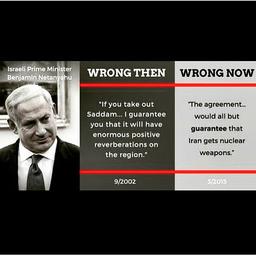 Israeli Prime Minister
Benjamin Netanyahu
WRONG THEN
WRONG NOW
"If you take out
Saddam... I guarantee
you that it will have
enormous positive
reverberations on
the region."
"The agreement...
would all but
guarantee that
Iran gets nuclear
weapons."
9/2002
3/2015